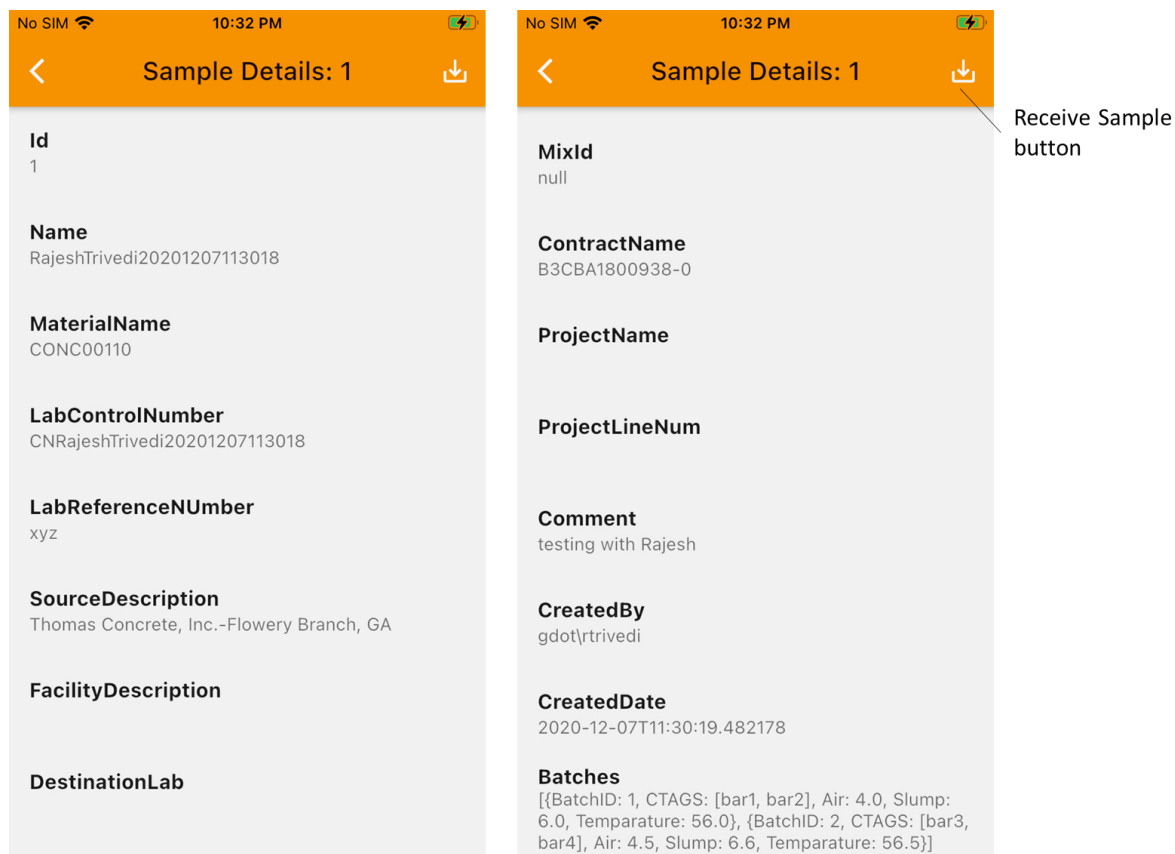 No SIM 10:32 PM
Sample Details: 1
Id
1
Name
RajeshTrivedi20201207113018
MaterialName
CONC00110
LabControlNumber
CNRajeshTrivedi20201207113018
LabReferenceNUmber
xyz
SourceDescription
Thomas Concrete, Inc.-Flowery Branch, GA
FacilityDescription
DestinationLab
No SIM 10:32 PM
Sample Details: 1
MixId
null
ContractName
B3CBA1800938-0
ProjectName
ProjectLineNum
Comment
testing with Rajesh
CreatedBy
gdot\rtrivedi
CreatedDate
2020-12-07T11:30:19.482178
Batches
[{BatchID: 1, CTAGS: [bar1, bar2], Air: 4.0, Slump:
6.0, Temparature: 56.0}, {BatchID: 2, CTAGS: [bar3,
bar4], Air: 4.5, Slump: 6.6, Temparature: 56.5}]
Receive Sample
button